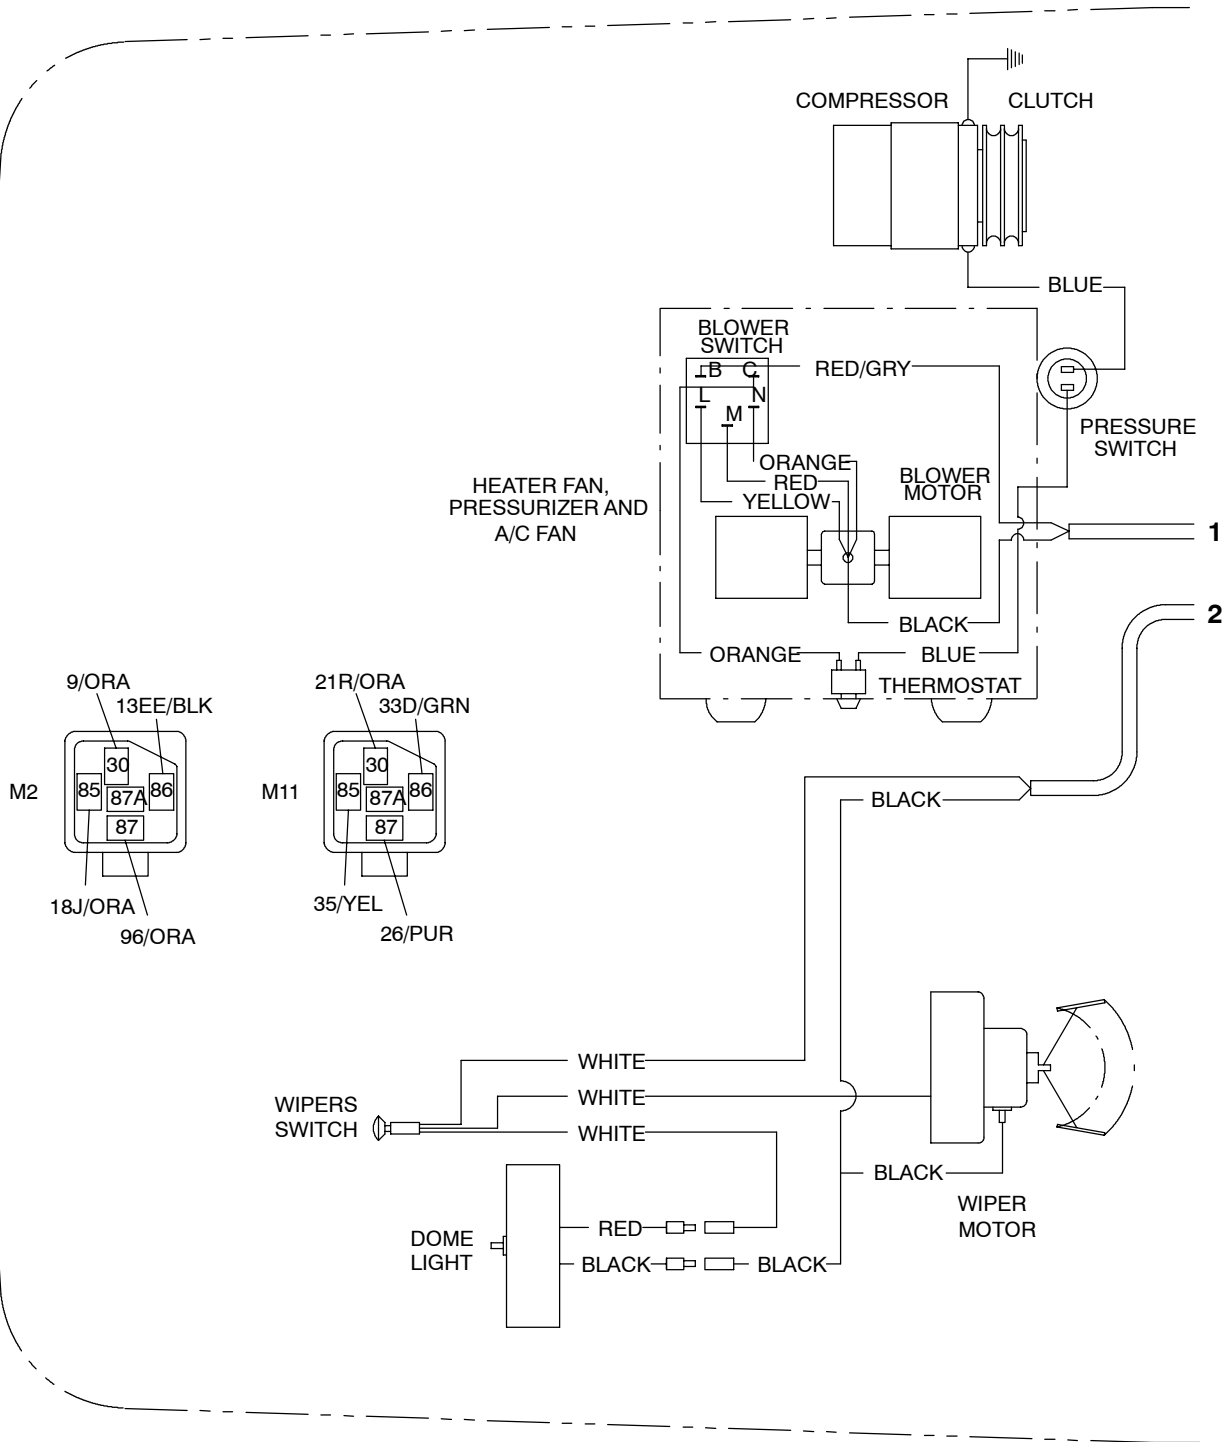 COMPRESSOR CLUTCH
BLUE
BLOWER
SWITCH
B C
RED/GRY
L N
M
PRESSURE
SWITCH
ORANGE
RED
YELLOW
BLOWER
MOTOR
HEATER FAN,
PRESSURIZER AND
A/C FAN
1
2
BLACK
ORANGE
BLUE
THERMOSTAT
9/ORA
13EE/BLK
M2
30
85
87A
86
87
18J/ORA
96/ORA
21R/ORA
33D/GRN
M11
30
85
87A
86
87
35/YEL
26/PUR
BLACK
WHITE
WIPERS
SWITCH
WHITE
WHITE
BLACK
WIPER
MOTOR
DOME
LIGHT
RED
BLACK
BLACK